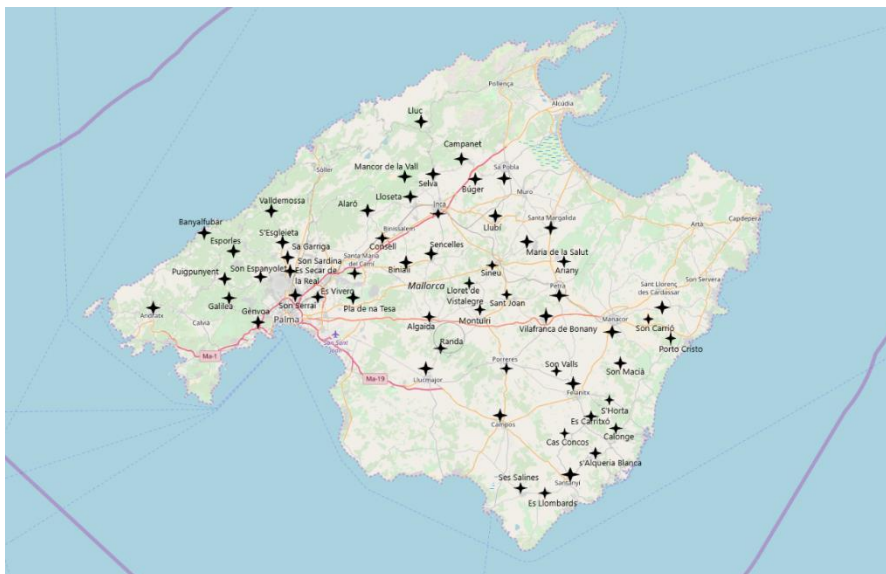 Pollença
Alcúdia
Lluc
Campanet
Sóller
Mancor de la Vall
Selva
Búger
Sa Pobla
Muro
Lloseta
Valldemossa
Alaró
Inca
Llubí
Santa Margalida
Artà
Capdepera
Banyalbufar
Binissalem
S'Esgleieta
Esporles
Sa Garriga
Consell
Sencelles
Maria de la Salut
Santa Maria del Camí
Son Sardina
Biniali
Sineu
Ariany
Puigpunyent
Son Espanyolet
Es Secar de
la Real
Mallorca
Lloret de
Vistalegre
Petra
Sant Llorenç
des Cardassar
Son Servera
Es Vivero
Sant Joan
Galilea
Son Serra
Pla de na Tesa
Montuïri
Andratx
Gènova
Palma
Calvià
Algaida
Vilafranca de Bonany
Manacor
Son Carrió
Porto Cristo
Randa
Ma-1
Ma-19
Llucmajor
Porreres
Son Valls
Son Macià
Felanitx
S'Horta
Campos
Es Carritxó
Calonge
Cas Concos
s'Alqueria Blanca
Ses Salines
Santanyí
Es Llombards